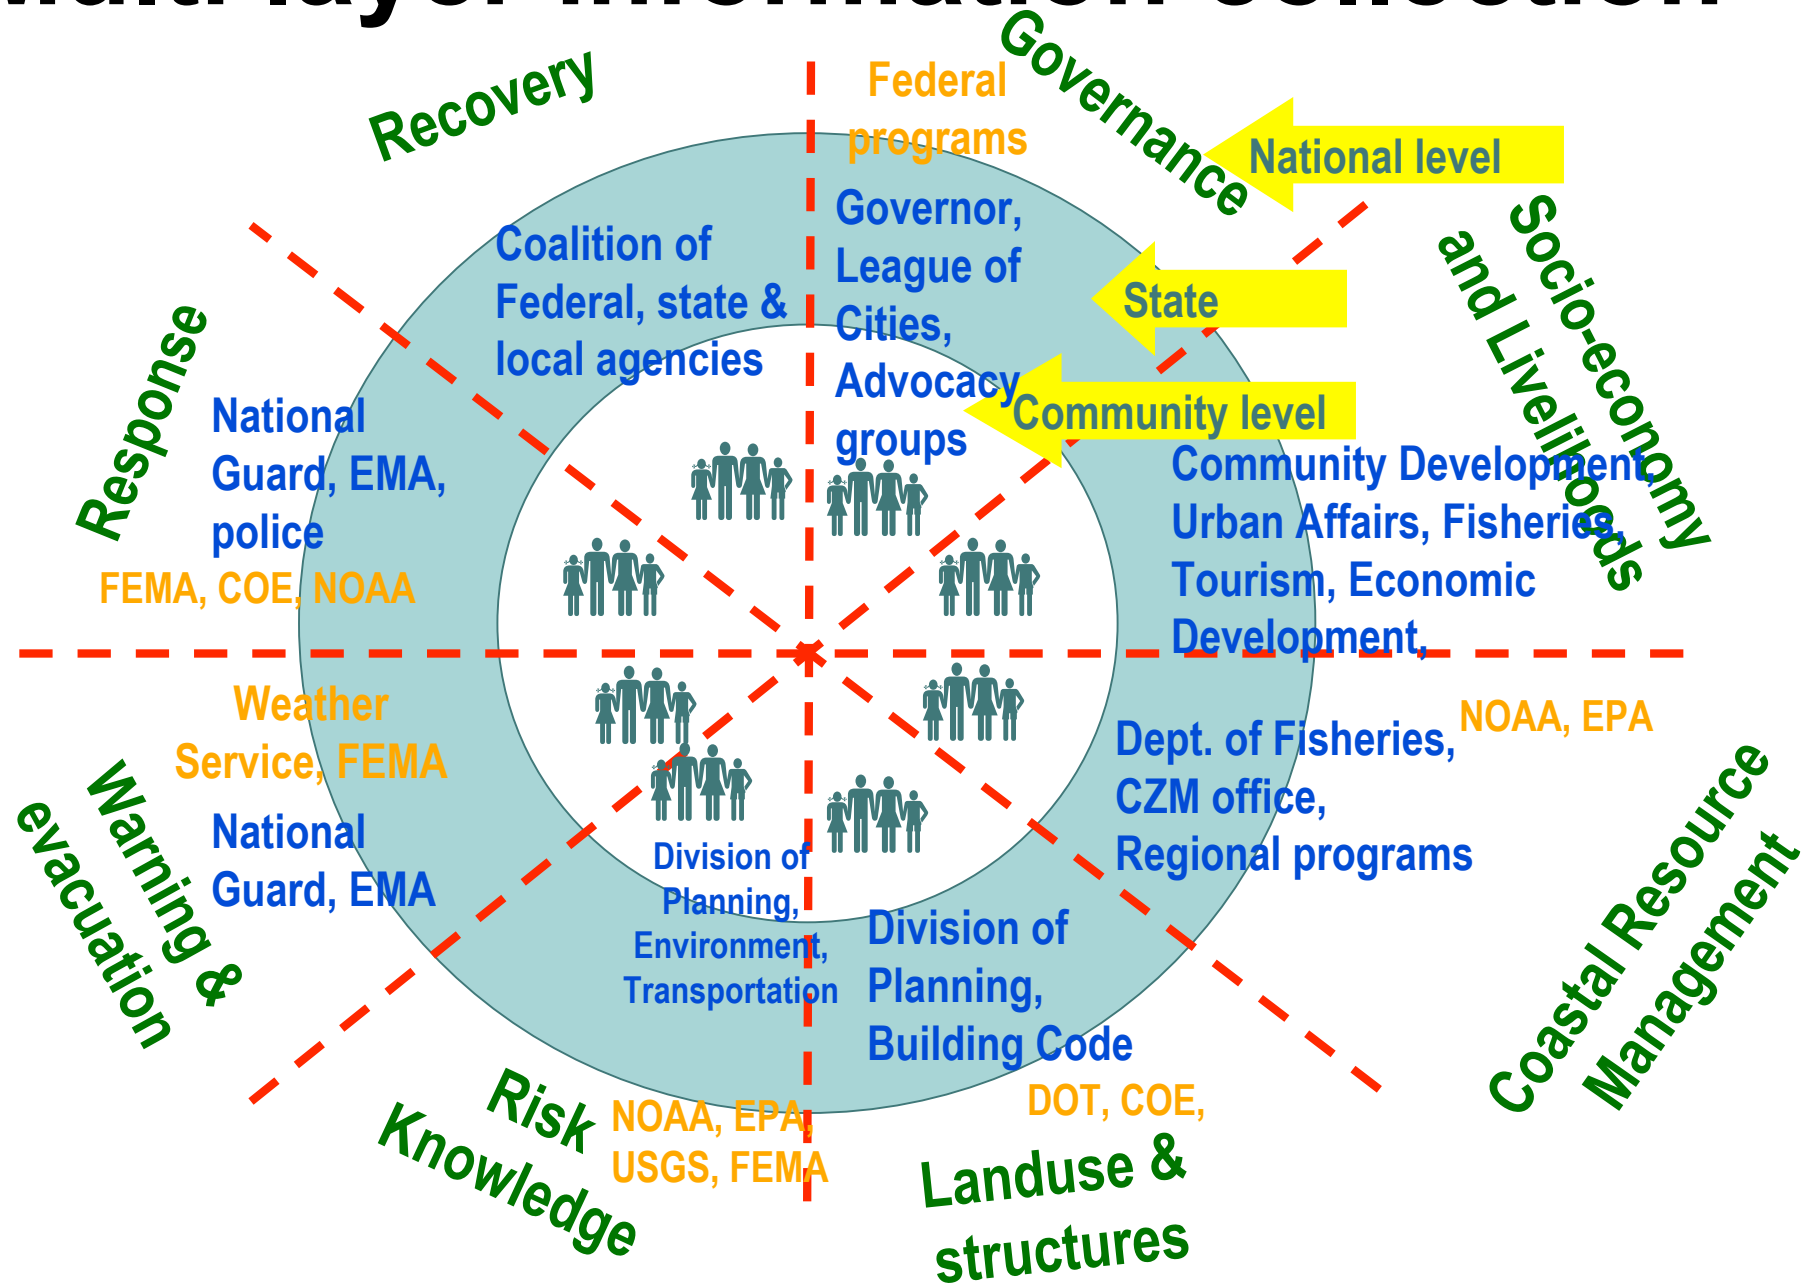 Multi-layer information collection
Recovery
Federal
programs
Governance
National level
Governor,
League of
Cities,
Advocacy
groups
Coalition of
Federal, state &
local agencies
State
Community level
Socio-economy
and Livelihoods
Response
National
Guard, EMA,
police
FEMA, COE, NOAA
Community Development,
Urban Affairs, Fisheries,
Tourism, Economic
Development,
Weather
Service, FEMA
National
Guard, EMA
Warning &
evacuation
NOAA, EPA
Dept. of Fisheries,
CZM office,
Regional programs
Coastal Resource
Management
Division of
Planning,
Environment,
Transportation
Division of
Planning,
Building Code
Risk
Knowledge
NOAA, EPA,
USGS, FEMA
DOT, COE,
Landuse &
structures